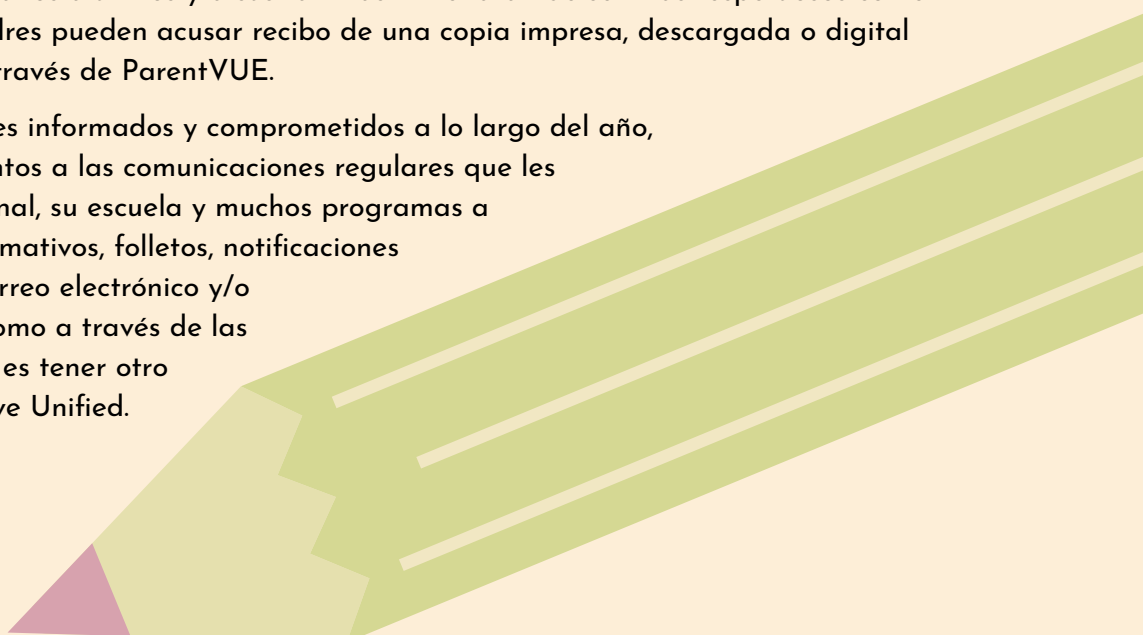 dres pueden acusar recibo de una copia impresa, descargada o digital
través de ParentVUE.
es informados y comprometidos a lo largo del año,
ntos a las comunicaciones regulares que les
nal, su escuela y muchos programas a
mativos, folletos, notificaciones
rreo electrónico y/o
omo a través de las
es tener otro
ve Unified.